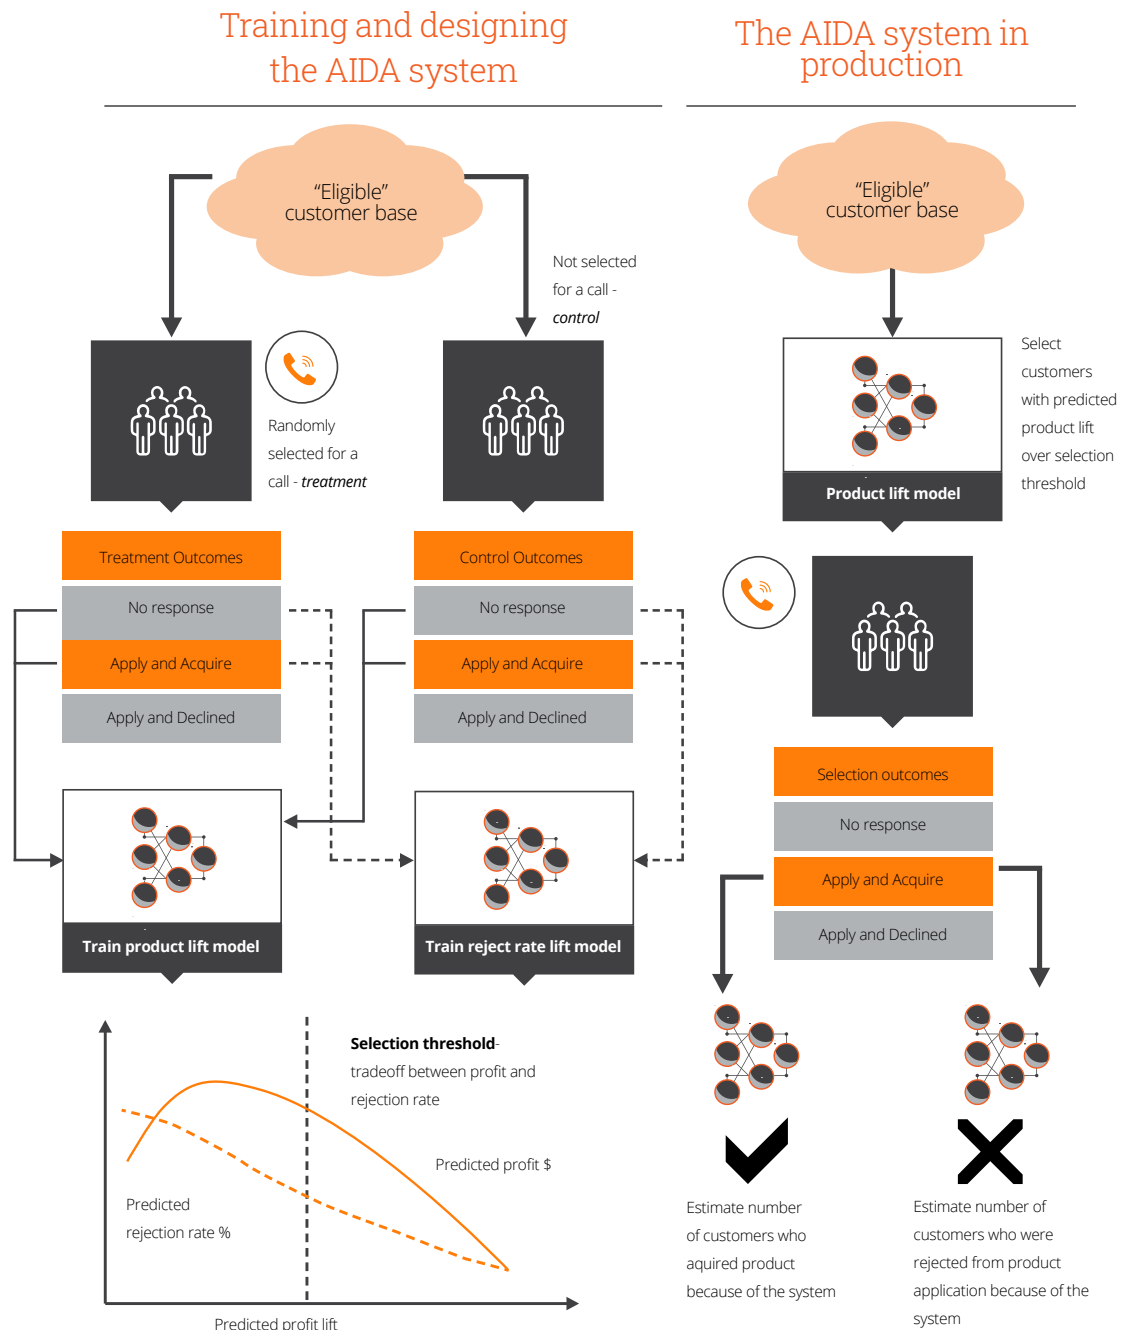 Training and designing
the AIDA system
The AIDA system in
production
“Eligible”
customer base
Not selected
for a call -
control
Randomly
selected for a
call - treatment
Treatment Outcomes
No response
Apply and Acquire
Apply and Declined
Control Outcomes
No response
Apply and Acquire
Apply and Declined
Train product lift model
Train reject rate lift model
Selection threshold-
tradeoff between profit and
rejection rate
Predicted profit $
Predicted
rejection rate %
Predicted profit lift
“Eligible”
customer base
Select
customers
with predicted
product lift
over selection
threshold
Product lift model
Selection outcomes
No response
Apply and Acquire
Apply and Declined
Estimate number
of customers who
aquired product
because of the system
Estimate number of
customers who were
rejected from product
application because of the
system